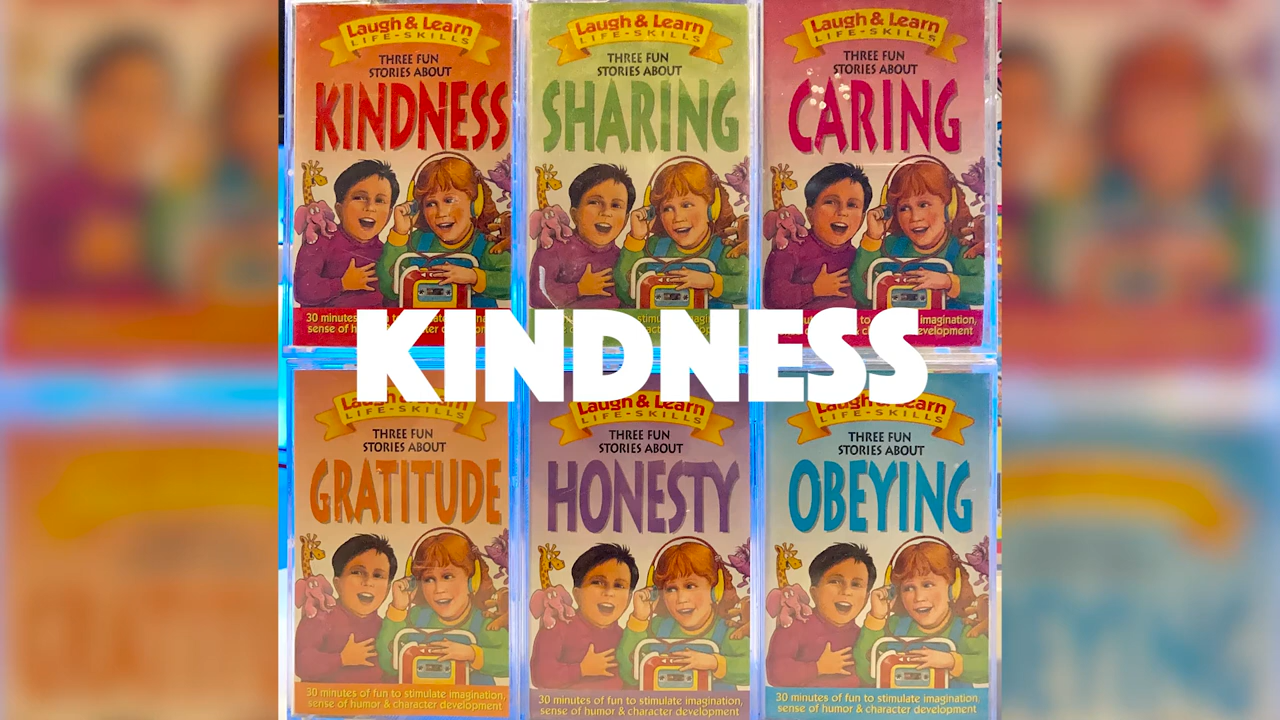 Laugh & Learn
LIFE-SKILLS
THREE FUN
STORIES ABOUT
KINDNESS
30 minutes
sense of
Laugh & Learn
LIFE-SKILLS
THREE FUN
STORIES ABOUT
SHARING
Laugh & Learn
LIFE-SKILLS
THREE FUN
STORIES ABOUT
CARING
imagination,
development
KINDNESS
Laugh & Learn
LIFE-SKILLS
THREE FUN
STORIES ABOUT
GRATITUDE
30 minutes of fun to stimulate imagination,
sense of humor & character development
Laugh & Learn
LIFE-SKILLS
THREE FUN
STORIES ABOUT
HONESTY
30 minutes of fun to stimulate imagination,
sense of humor & character development
Laugh & Learn
LIFE-SKILLS
THREE FUN
STORIES ABOUT
OBEYING
30 minutes of fun to stimulate imagination,
sense of humor & character development